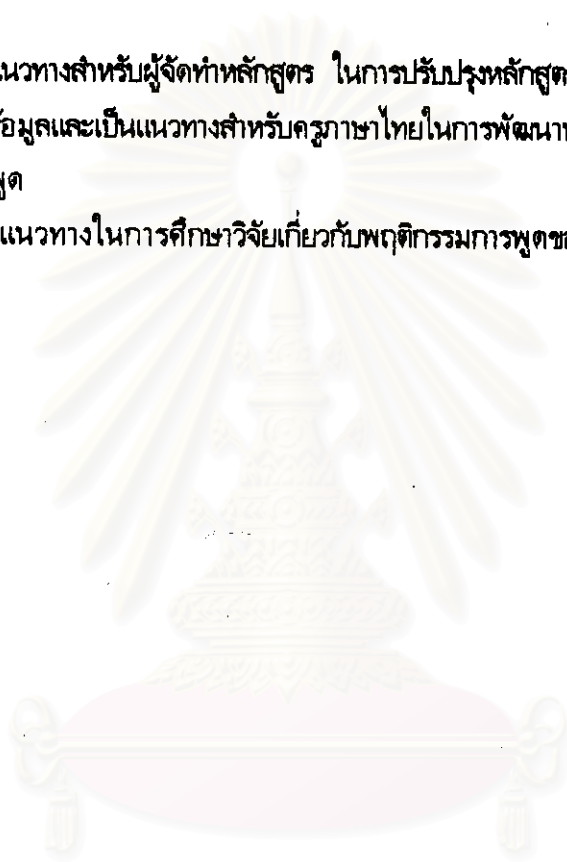 นวทางสำหรับผู้จัดทำหลักสูตร ในการปรับปรุงหลักสูต
้อมูลและเป็นแนวทางสำหรับครูภาษาไทยในการพัฒนา
พูด
แนวทางในการศึกษาวิจัยเกี่ยวกับพฤติกรรมการพูดข